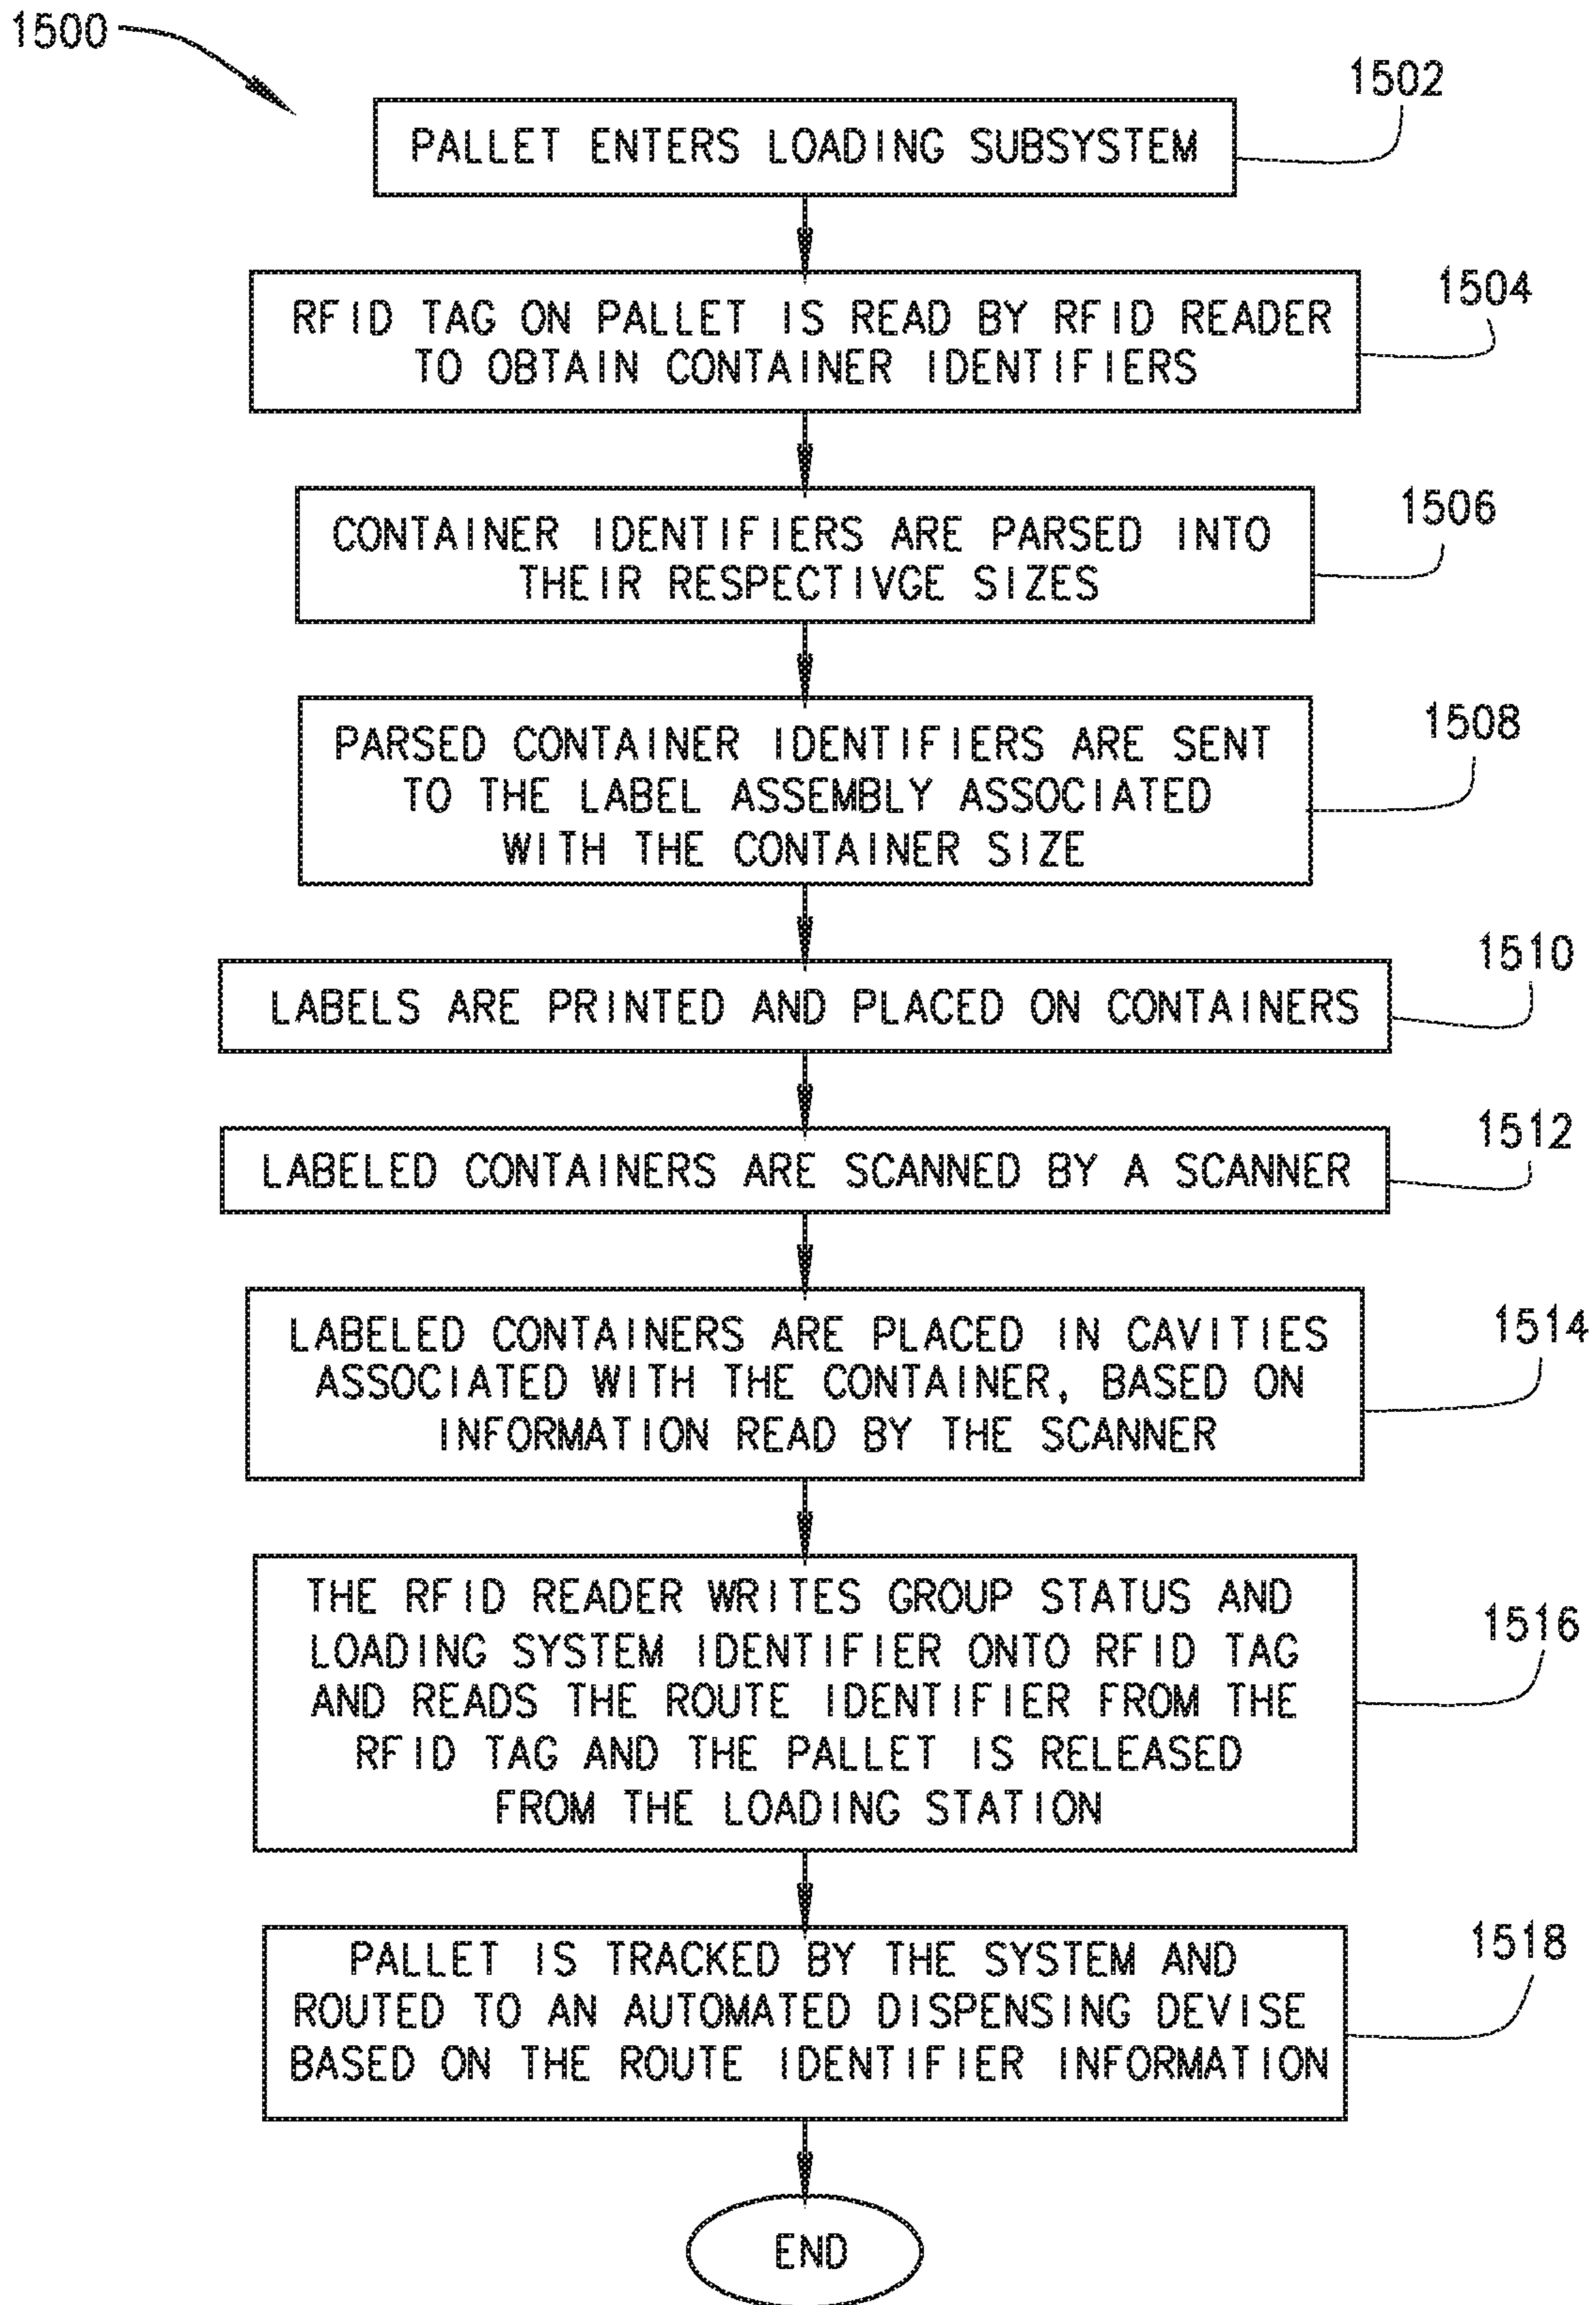 1500
1502
PALLET ENTERS LOADING SUBSYSTEM
1504
RFID TAG ON PALLET IS READ BY RFID READER
TO OBTAIN CONTAINER IDENTIFIERS
1506
CONTAINER IDENTIFIERS ARE PARSED INTO
THEIR RESPECTIVGE SIZES
1508
PARSED CONTAINER IDENTIFIERS ARE SENT
TO THE LABEL ASSEMBLY ASSOCIATED
WITH THE CONTAINER SIZE
1510
LABELS ARE PRINTED AND PLACED ON CONTAINERS
1512
LABELED CONTAINERS ARE SCANNED BY A SCANNER
1514
LABELED CONTAINERS ARE PLACED IN CAVITIES
ASSOCIATED WITH THE CONTAINER, BASED ON
INFORMATION READ BY THE SCANNER
1516
THE RFID READER WRITES GROUP STATUS AND
LOADING SYSTEM IDENTIFIER ONTO RFID TAG
AND READS THE ROUTE IDENTIFIER FROM THE
RFID TAG AND THE PALLET IS RELEASED
FROM THE LOADING STATION
1518
PALLET IS TRACKED BY THE SYSTEM AND
ROUTED TO AN AUTOMATED DISPENSING DEVISE
BASED ON THE ROUTE IDENTIFIER INFORMATION
END